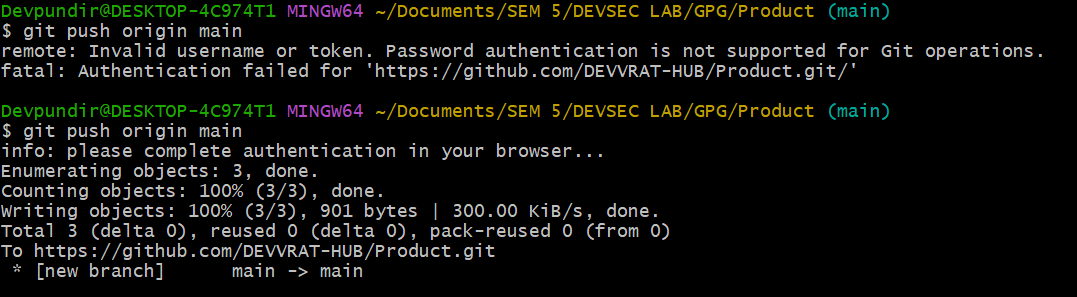 Devpundir@DESKTOP-4C974T1 MINGW64 ~/Documents/SEM 5/DEVSEC LAB/GPG/Product (main)
$ git push origin main
remote: Invalid username or token. Password authentication is not supported for Git operations.
fatal: Authentication failed for 'https://github.com/DEVVRAT-HUB/Product.git/'
Devpundir@DESKTOP-4C974T1 MINGW64 ~/Documents/SEM 5/DEVSEC LAB/GPG/Product (main)
$ git push origin main
info: please complete authentication in your browser...
Enumerating objects: 3, done.
Counting objects: 100% (3/3), done.
Writing objects: 100% (3/3), 901 bytes | 300.00 KiB/s, done.
Total 3 (delta 0), reused 0 (delta 0), pack-reused 0 (from 0)
To https://github.com/DEVVRAT-HUB/Product.git
 * [new branch]      main -> main